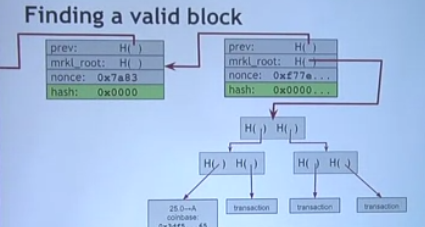 Finding a valid block
prev: H( )
mrkl_root: H( )
nonce: 0x7a83
hash: 0x0000
prev: H( )
mrkl_root: H( )
nonce: 0xf77e...
hash: 0x0000...
H( ) H( )
H( ) H( )
H( ) H( )
25.0→A
coinbase:
transaction
transaction
transaction